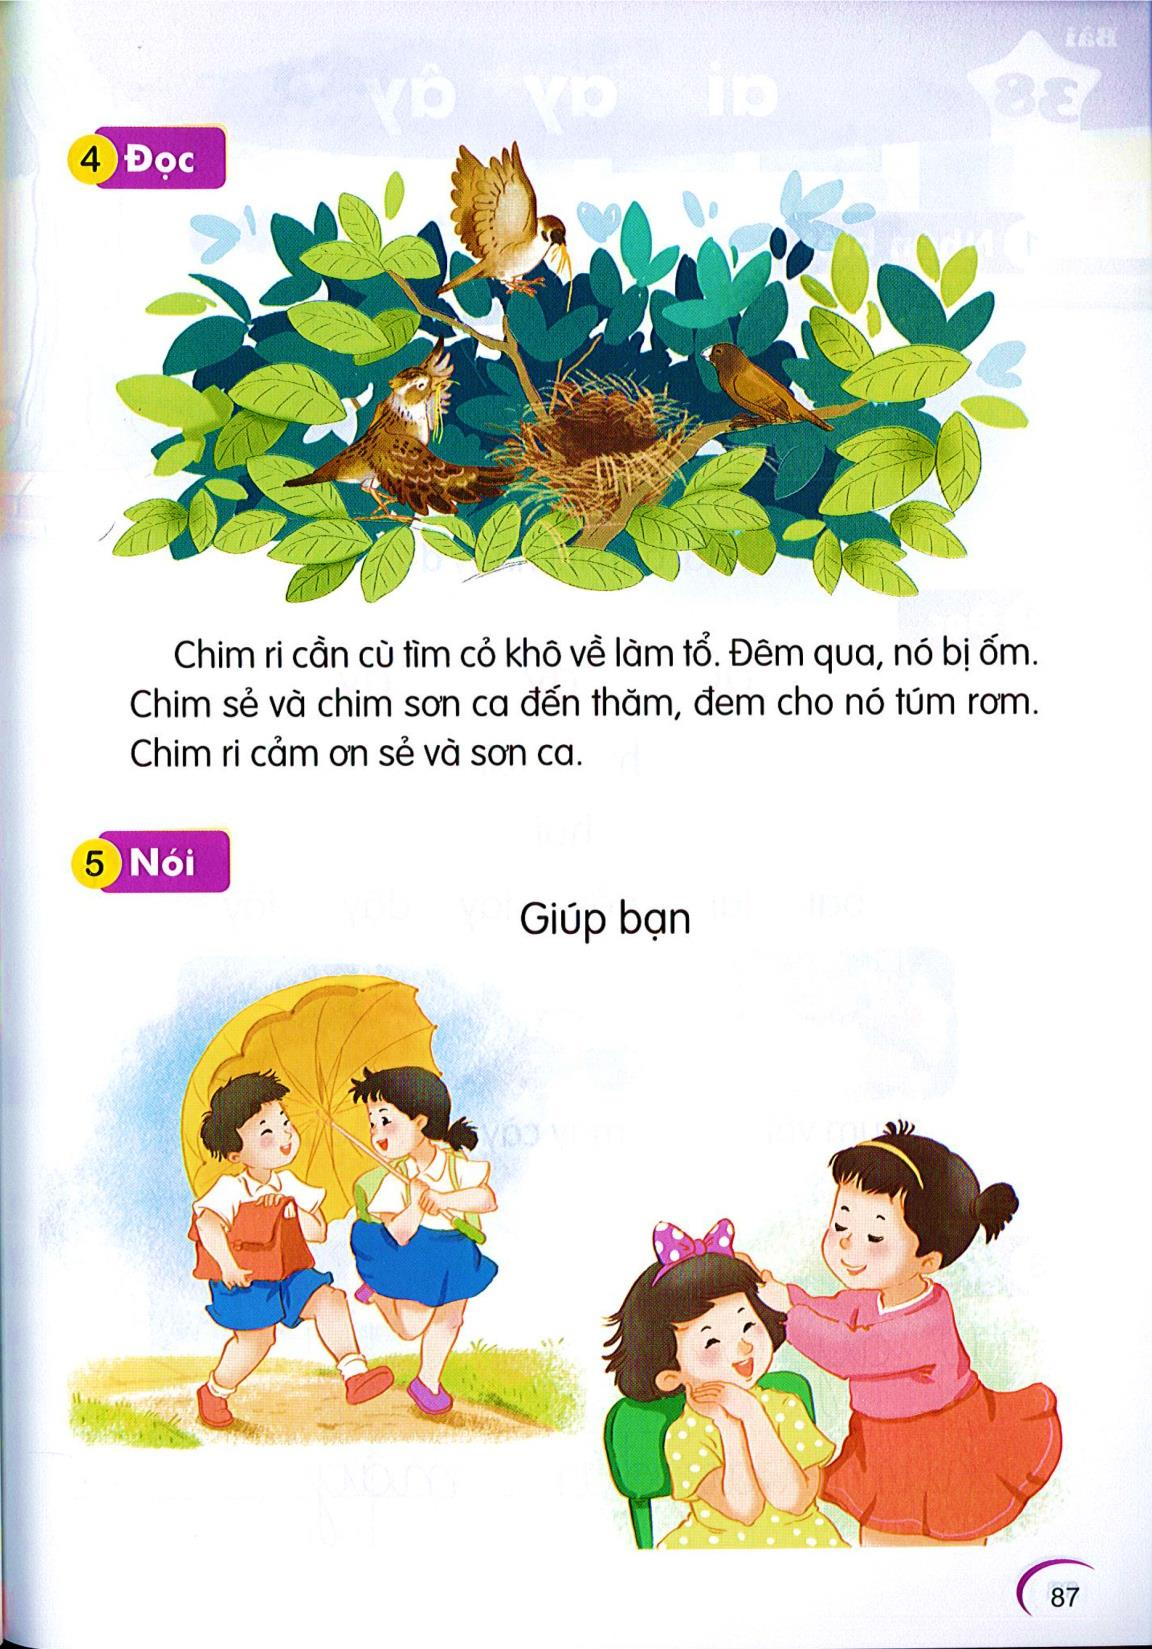 4 Đọc
Chim ri cần cù tìm cỏ khô về làm tổ. Đêm qua, nó bị ốm.
Chim sẻ và chim sơn ca đến thăm, đem cho nó túm rơm.
Chim ri cảm ơn sẻ và sơn ca.
5 Nói
Giúp bạn
87